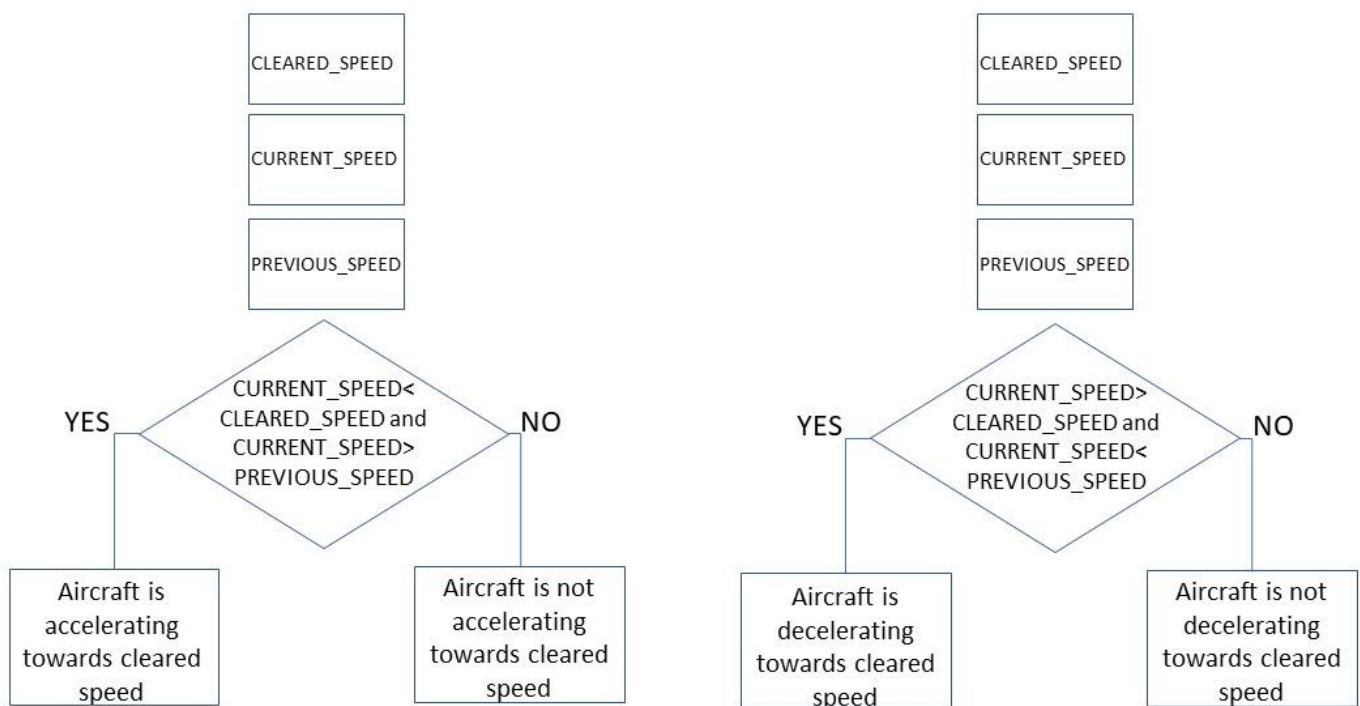 CLEARED_SPEED
CURRENT_SPEED
PREVIOUS_SPEED
CURRENT_SPEED<
CLEARED_SPEED and
CURRENT_SPEED>
PREVIOUS_SPEED
YES
NO
Aircraft is
accelerating
towards cleared
speed
Aircraft is not
accelerating
towards cleared
speed
CLEARED_SPEED
CURRENT_SPEED
PREVIOUS_SPEED
CURRENT_SPEED>
CLEARED_SPEED and
CURRENT_SPEED<
PREVIOUS_SPEED
YES
NO
Aircraft is
decelerating
towards cleared
speed
Aircraft is not
decelerating
towards cleared
speed